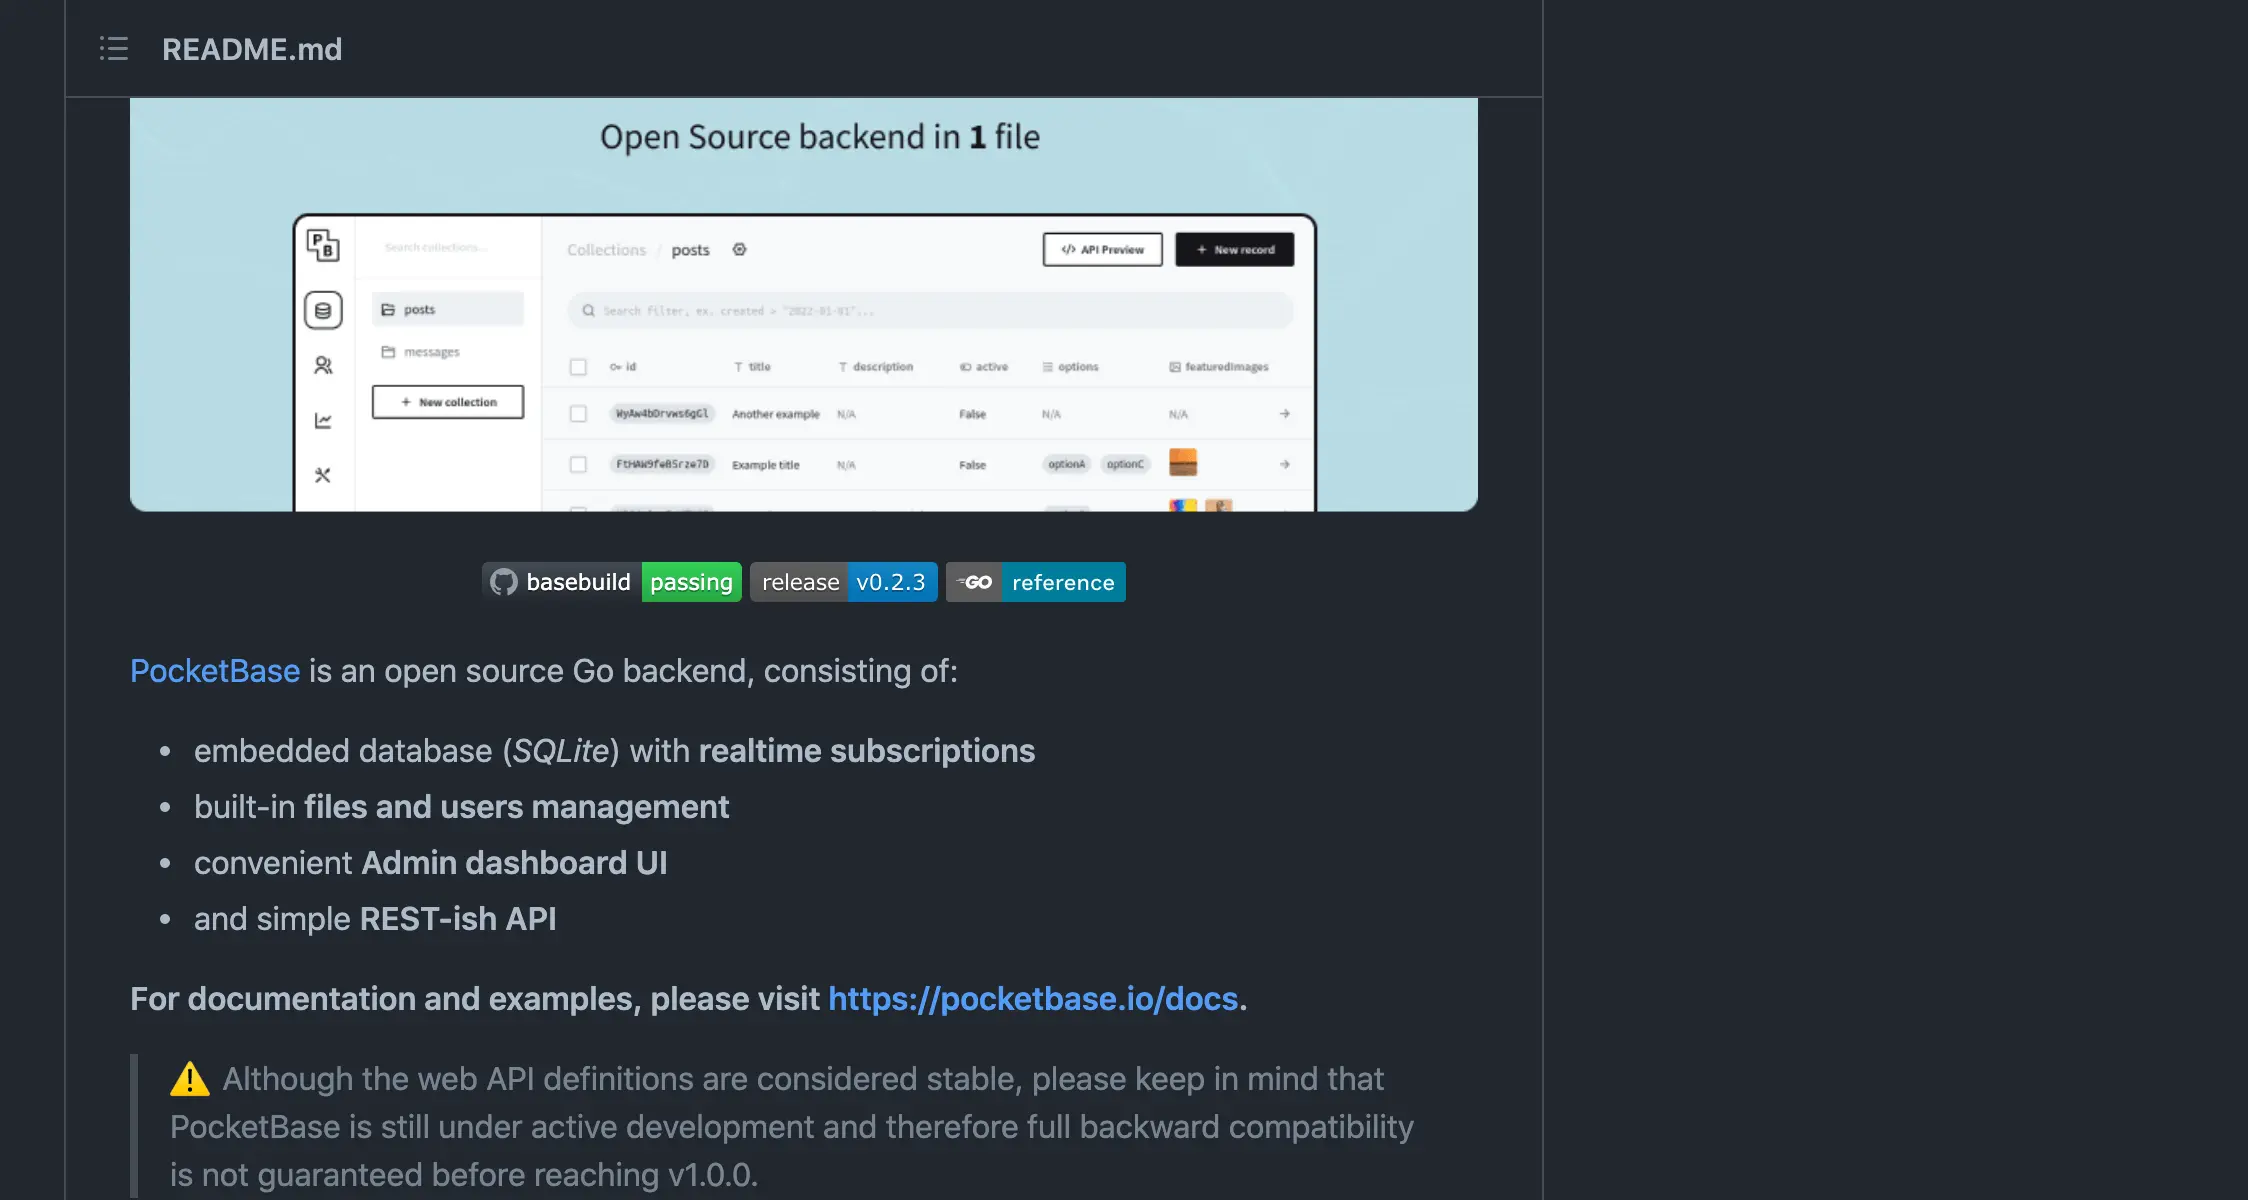 README.md
Open Source backend in 1 file
PB
Search collections...
Collections / posts
</> API Preview
+ New record
posts
Search filter, ex. created > "2022-01-01"...
messages
id title description active options featuredImages
+ New collection
Another example N/A False N/A N/A
Example title N/A False optionA optionC
basebuild passing release v0.2.3 GO reference
PocketBase is an open source Go backend, consisting of:
• embedded database (SQLite) with realtime subscriptions
• built-in files and users management
• convenient Admin dashboard UI
• and simple REST-ish API
For documentation and examples, please visit https://pocketbase.io/docs.
⚠️ Although the web API definitions are considered stable, please keep in mind that
PocketBase is still under active development and therefore full backward compatibility
is not guaranteed before reaching v1.0.0.